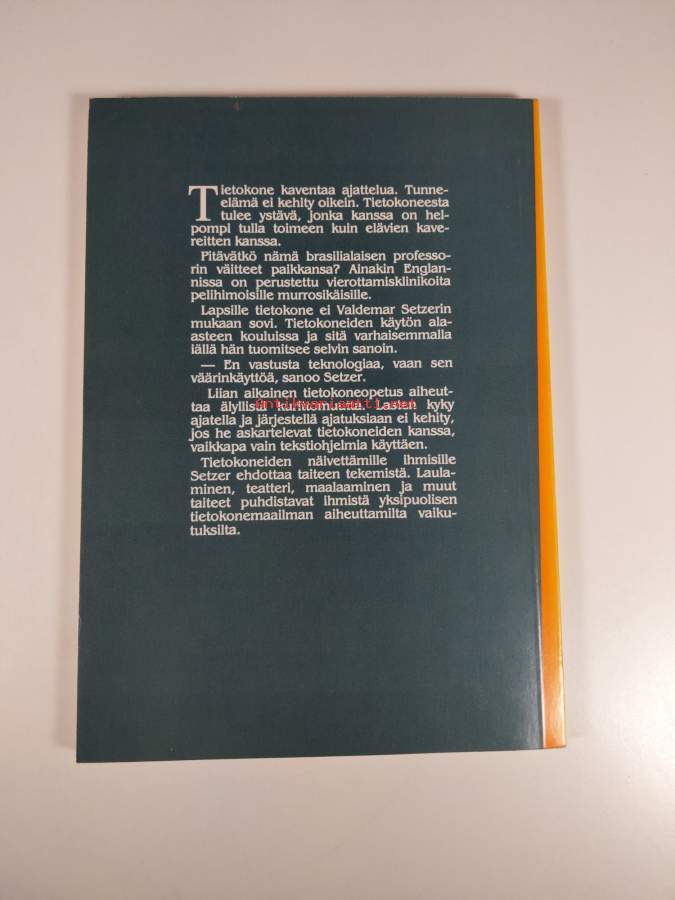 Tietokone kaventaa ajattelua. Tunne-
elämä ei kehity oikein. Tietokoneesta
tulee ystävä, jonka kanssa on hel-
pompi tulla toimeen kuin elävien kave-
reitten kanssa.
Pitävätkö nämä brasilialaisen professo-
rin väitteet paikkansa? Ainakin Englan-
nissa on perustettu vierottamisklinikoita
pelihimoisille murrosikäisille.
Lapsille tietokone ei Valdemar Setzerin
mukaan sovi. Tietokoneiden käytön ala-
asteen kouluissa ja sitä varhaisemmalla
iällä hän tuomitsee selvin sanoin.
— En vastusta teknologiaa, vaan sen
väärinkäyttöä, sanoo Setzer.
Liian aikainen tietokoneopetus aiheut-
antikvariaatti.net
taa älyllisiä Lasten kyky
ajatella ja järjestellä ajatuksiaan ei kehity,
jos he askartelevat tietokoneiden kanssa,
vaikkapa vain tekstiohjelmia käyttäen.
Tietokoneiden näivettämille ihmisille
Setzer ehdottaa taiteen tekemistä. Laula-
minen, teatteri, maalaaminen ja muut
taiteet puhdistavat ihmistä yksipuolisen
tietokonemaailman aiheuttamilta vaiku-
tuksilta.